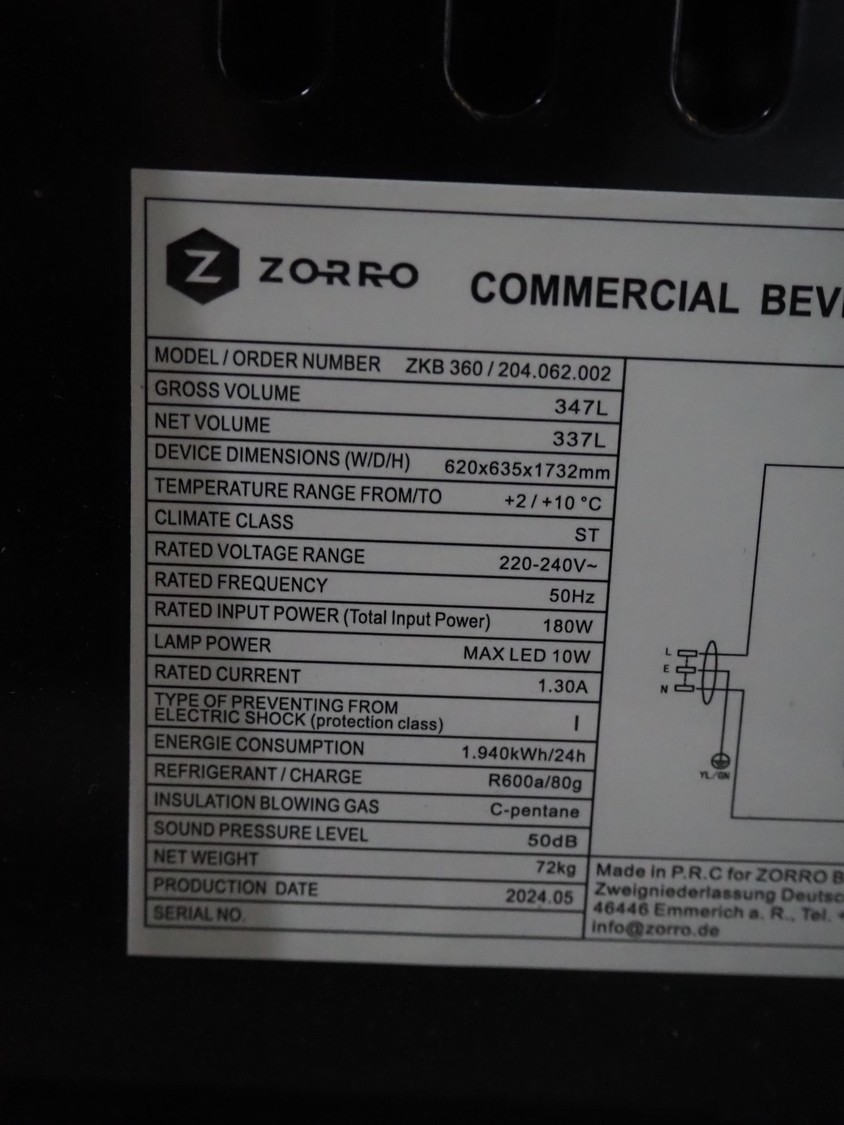 Z ZORRO COMMERCIAL BEV
MODEL / ORDER NUMBER ZKB 360 / 204.062.002
GROSS VOLUME 347L
NET VOLUME 337L
DEVICE DIMENSIONS (W/D/H) 620x635x1732mm
TEMPERATURE RANGE FROM/TO +2 / +10 °C
CLIMATE CLASS ST
RATED VOLTAGE RANGE 220-240V~
RATED FREQUENCY 50Hz
RATED INPUT POWER (Total Input Power) 180W
LAMP POWER MAX LED 10W
RATED CURRENT 1.30A
TYPE OF PREVENTING FROM
ELECTRIC SHOCK (protection class) I
ENERGIE CONSUMPTION 1.940kWh/24h
REFRIGERANT / CHARGE R600a/80g
INSULATION BLOWING GAS C-pentane
SOUND PRESSURE LEVEL 50dB
NET WEIGHT 72kg
PRODUCTION DATE 2024.05
SERIAL NO.
L
E
N
YL/GN
Made in P.R.C for ZORRO B
Zweigniederlassung Deutsc
46446 Emmerich a. R., Tel. +
info@zorro.de